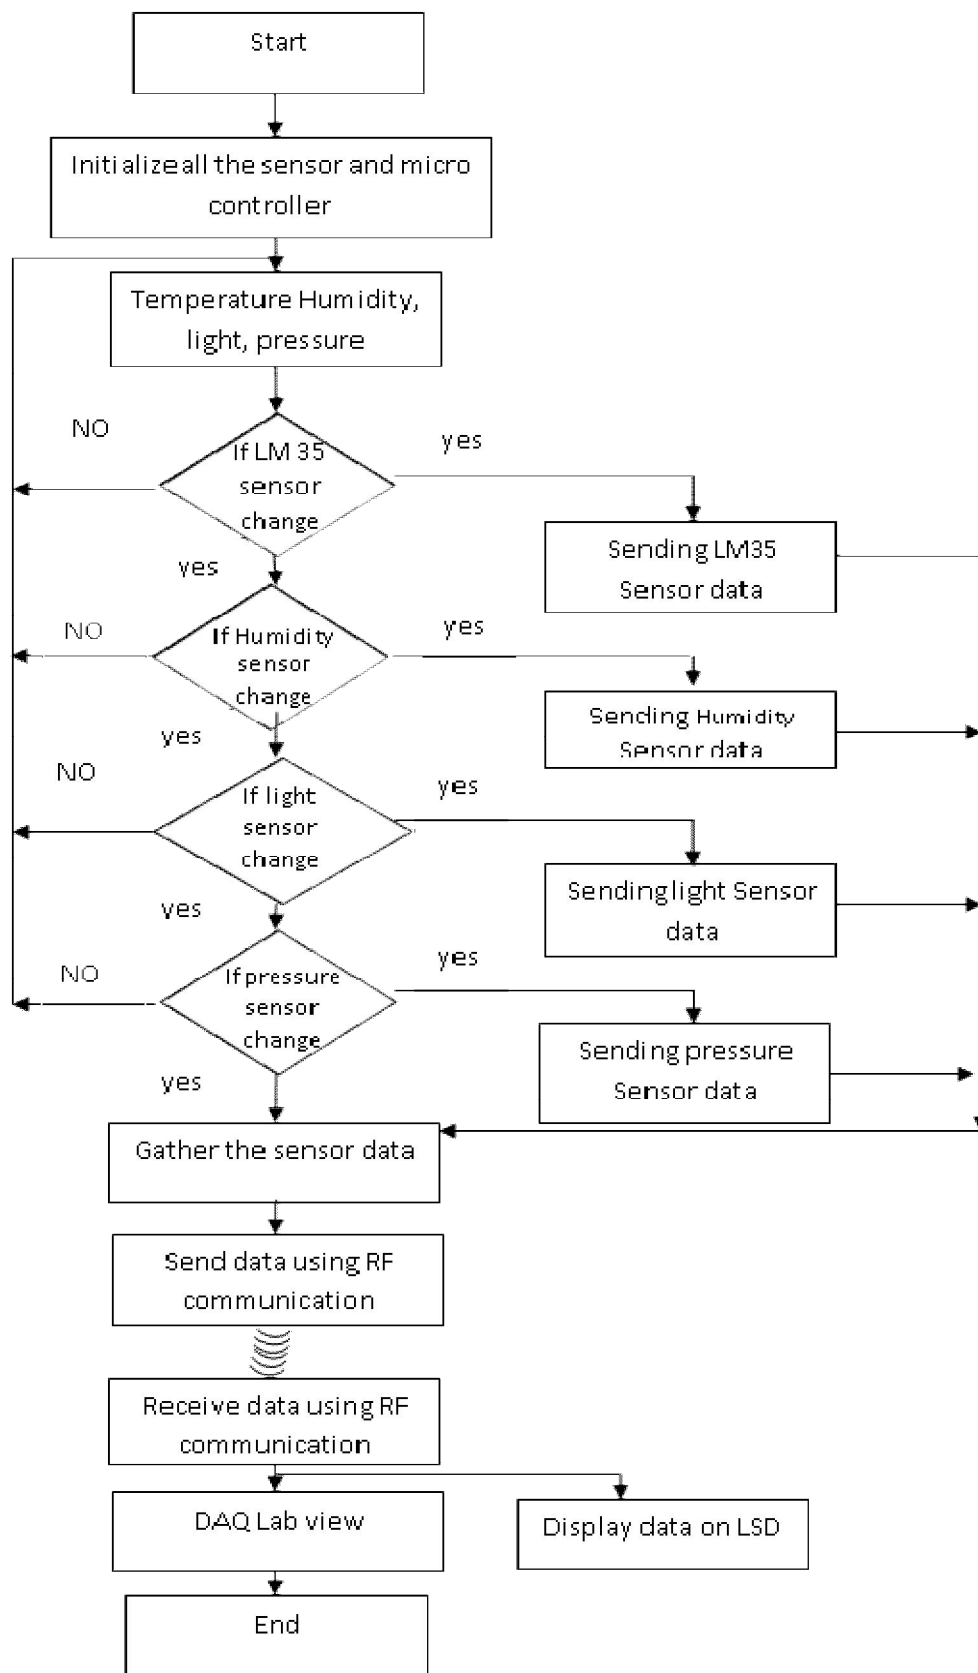 Start
Initialize all the sensor and micro
controller
Temperature Humidity,
light, pressure
NO
If LM 35
sensor
change
yes
Sending LM35
Sensor data
yes
NO
If Humidity
sensor
change
yes
Sending Humidity
Sensor data
yes
NO
If light
sensor
change
yes
Sending light Sensor
data
yes
NO
If pressure
sensor
change
yes
Sending pressure
Sensor data
yes
Gather the sensor data
Send data using RF
communication
Receive data using RF
communication
DAQ Lab view
Display data on LSD
End